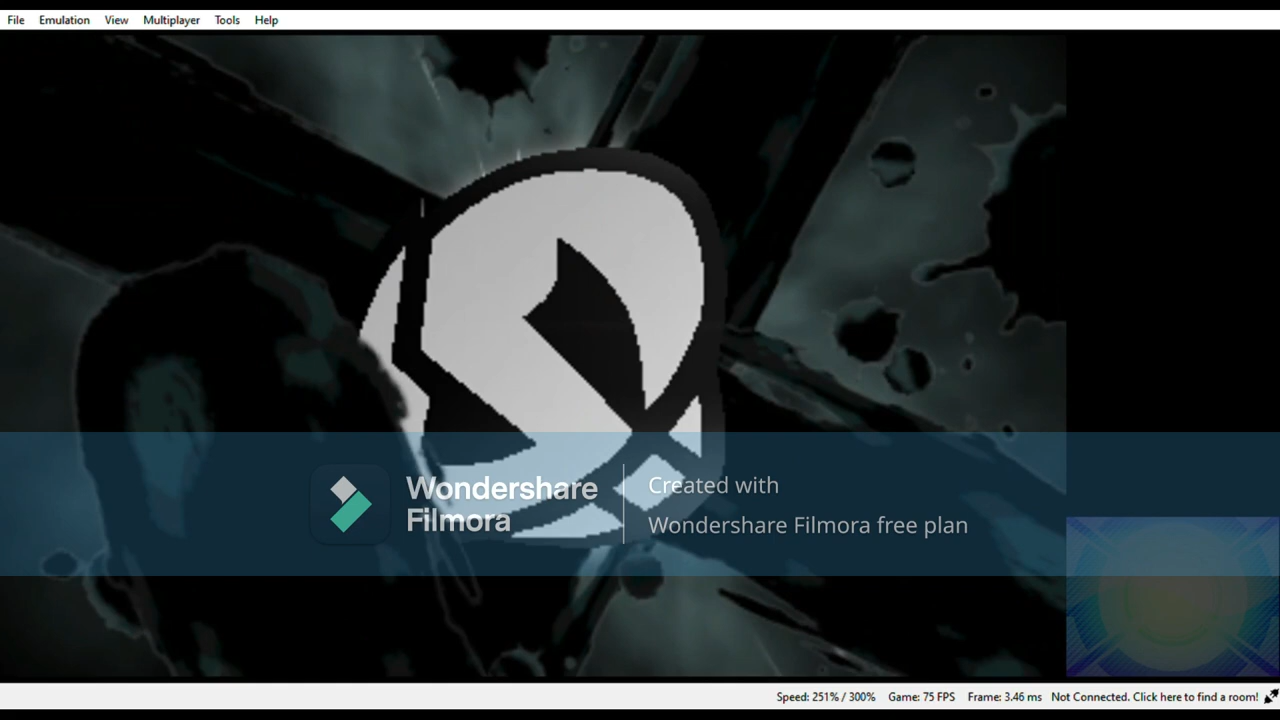 File Emulation View Multiplayer Tools Help
Wondershare
Filmora
Created with
Wondershare Filmora free plan
Speed: 251% / 300% Game: 75 FPS Frame: 3.46 ms Not Connected. Click here to find a room!